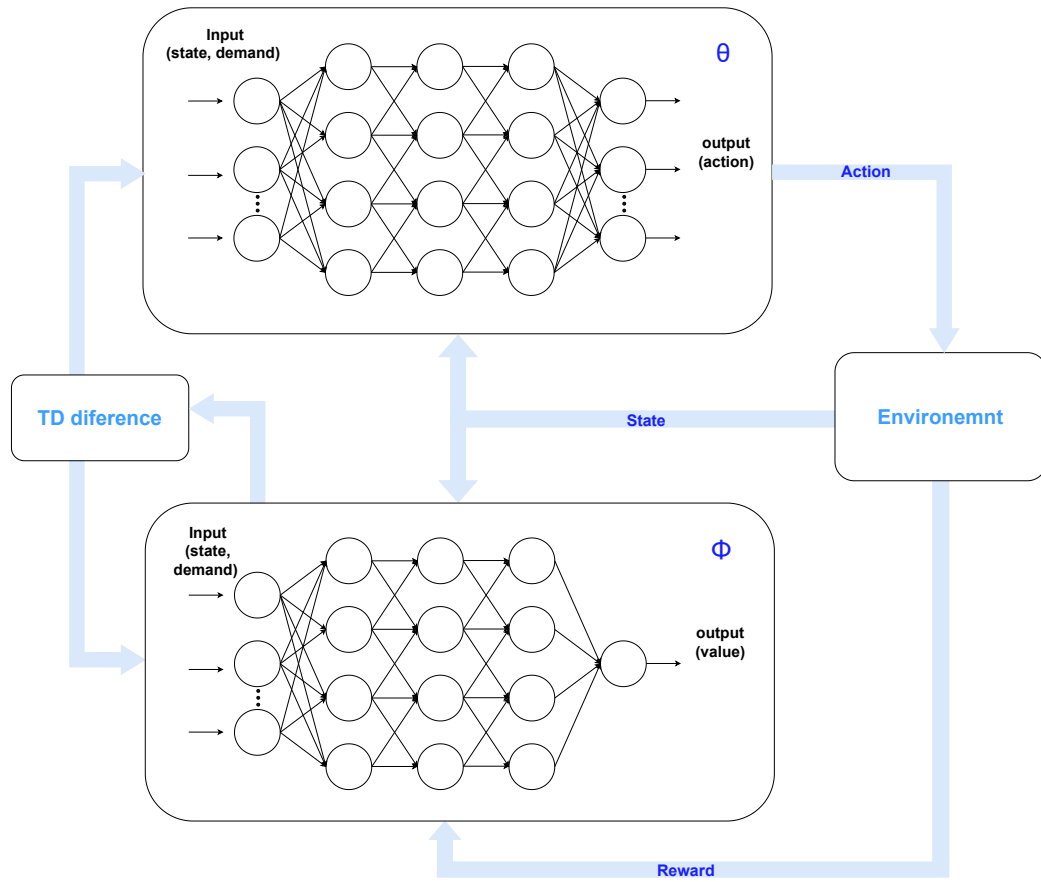 Input
(state, demand)
θ
output
(action)
Action
TD diference
State
Environemnt
Input
(state,
demand)
Φ
output
(value)
Reward